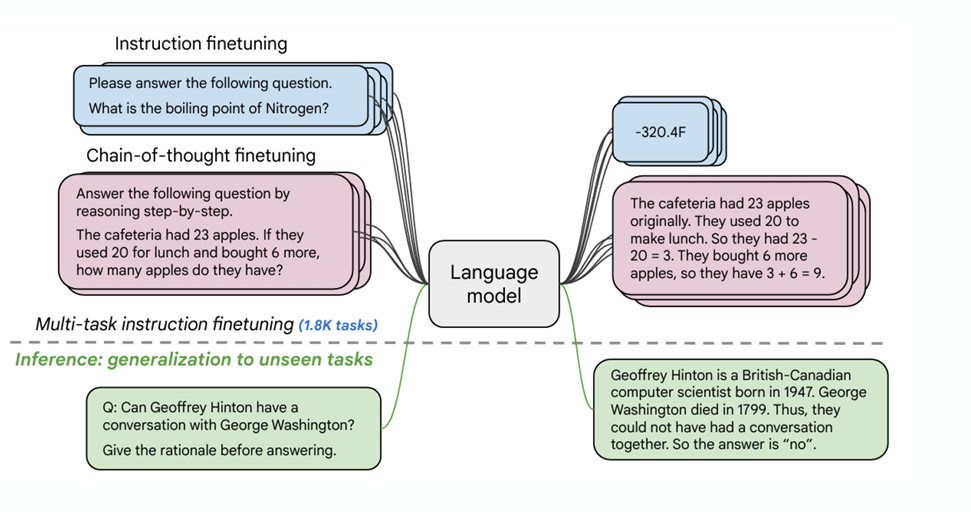 Instruction finetuning
Please answer the following question.
What is the boiling point of Nitrogen?
-320.4F
Chain-of-thought finetuning
Answer the following question by
reasoning step-by-step.
The cafeteria had 23 apples. If they
used 20 for lunch and bought 6 more,
how many apples do they have?
Language
model
The cafeteria had 23 apples
originally. They used 20 to
make lunch. So they had 23 -
20 = 3. They bought 6 more
apples, so they have 3 + 6 = 9.
Multi-task instruction finetuning (1.8K tasks)
Inference: generalization to unseen tasks
Q: Can Geoffrey Hinton have a
conversation with George Washington?
Give the rationale before answering.
Geoffrey Hinton is a British-Canadian
computer scientist born in 1947. George
Washington died in 1799. Thus, they
could not have had a conversation
together. So the answer is “no”.